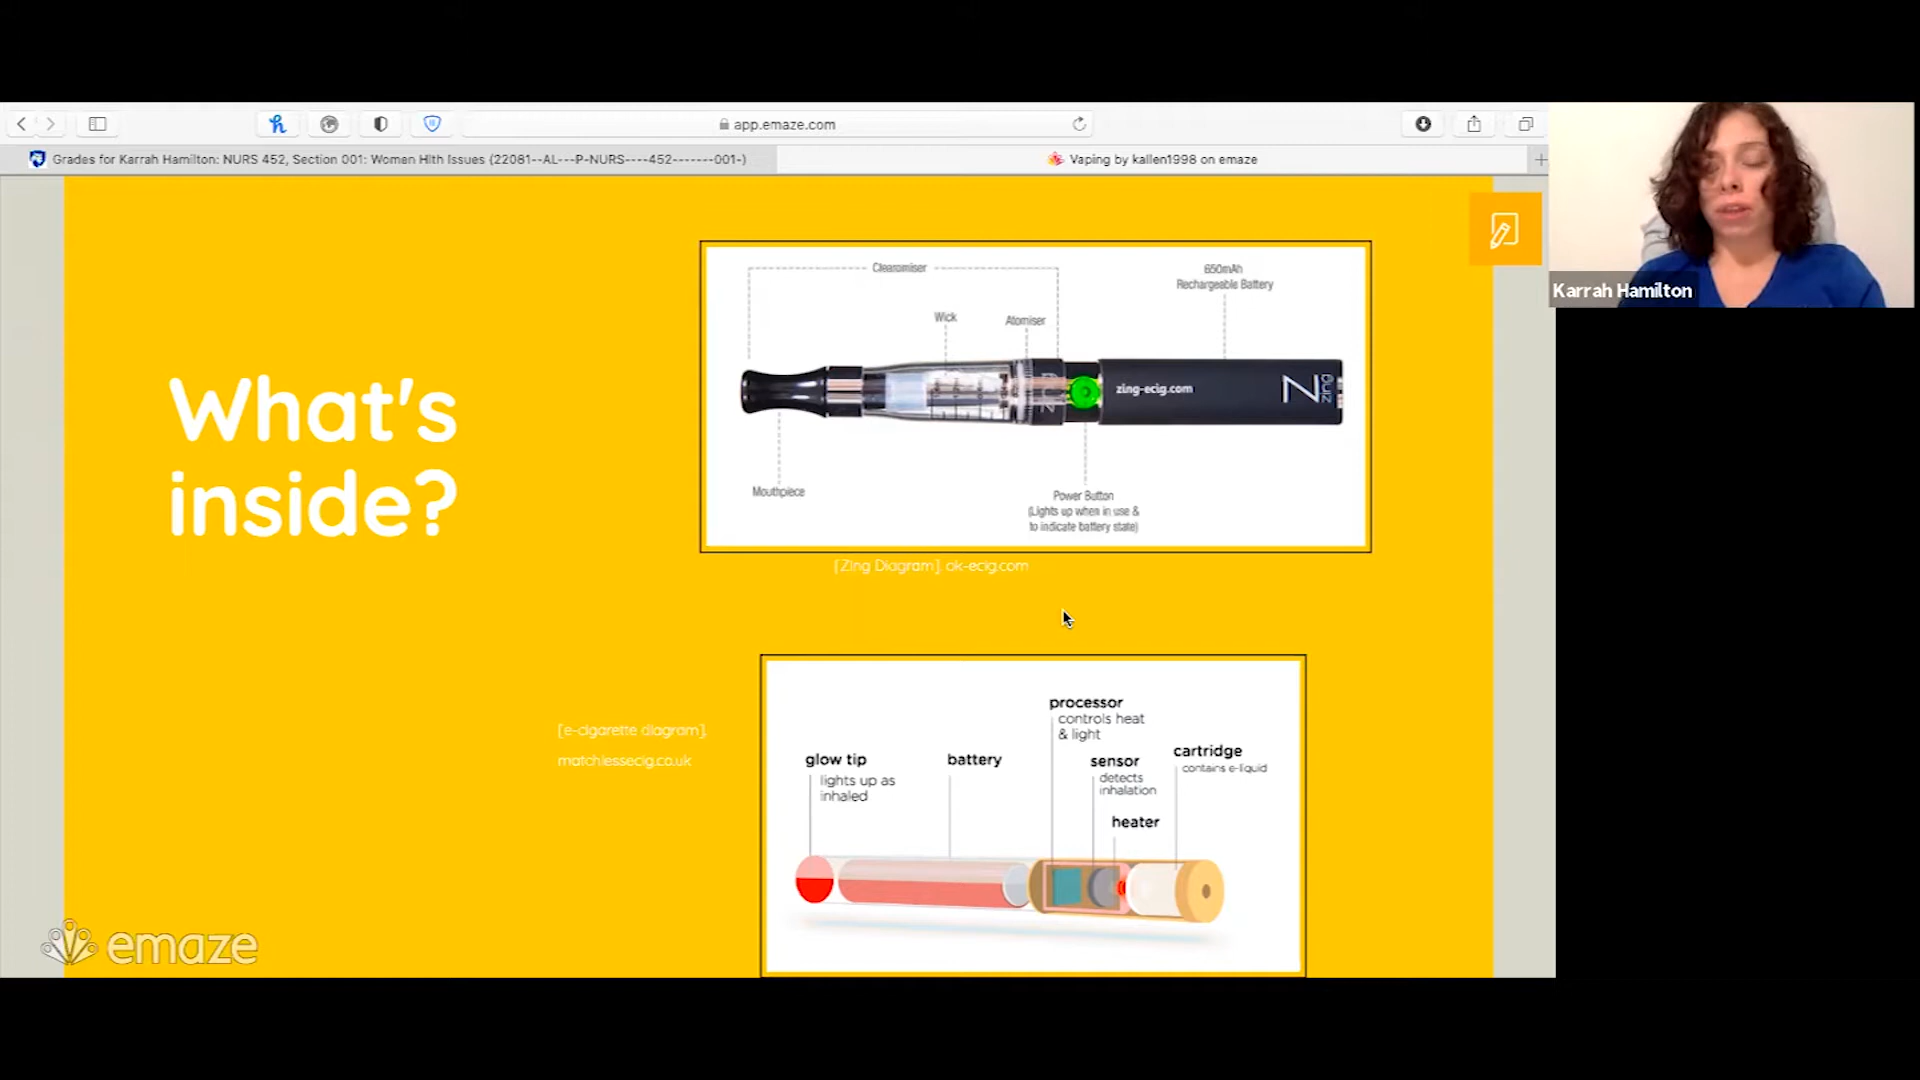 app.emaze.com
Grades for Karrah Hamilton: NURS 452, Section 001: Women Hlth Issues (22081--AL---P-NURS----452-------001-)
Vaping by kallen1998 on emaze
Karrah Hamilton
What's
inside?
Clearomiser
650mAh
Rechargeable Battery
Wick
Atomiser
zing-ecig.com
Z
zing
Mouthpiece
Power Button
(Lights up when in use &
to indicate battery state)
[Zing Diagram]. ok-ecig.com
[e-cigarette diagram].
matchlessecig.co.uk
processor
controls heat
& light
glow tip
lights up as
inhaled
battery
sensor
detects
inhalation
cartridge
contains e-liquid
heater
emaze